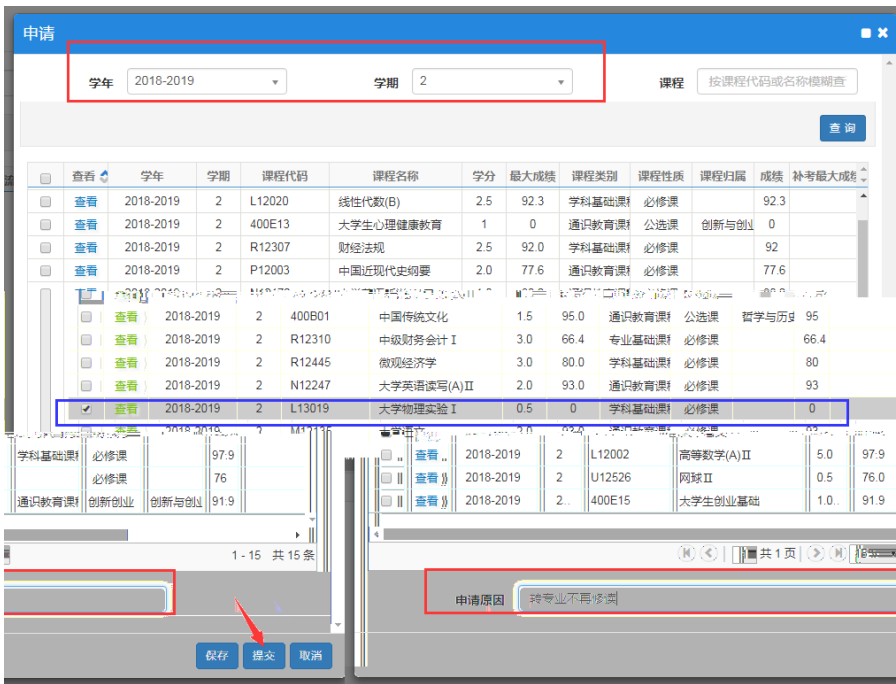 申请
学年 2018-2019 学期 2 课程 按课程代码或名称模糊查
查 询
查看 学年 学期 课程代码 课程名称 学分 最大成绩 课程类别 课程性质 课程归属 成绩 补考最大成绩
查看 2018-2019 2 L12020 线性代数(B) 2.5 92.3 学科基础课 必修课 92.3
查看 2018-2019 2 400E13 大学生心理健康教育 1 0 通识教育课 公选课 创新与创业 0
查看 2018-2019 2 R12307 财经法规 2.5 92.0 学科基础课 必修课 92
查看 2018-2019 2 P12003 中国近现代史纲要 2.0 77.6 通识教育课 必修课 77.6
查看 2018-2019 2 400B01 中国传统文化 1.5 95.0 通识教育课 公选课 哲学与历史 95
查看 2018-2019 2 R12310 中级财务会计 I 3.0 66.4 专业基础课 必修课 66.4
查看 2018-2019 2 R12445 微观经济学 3.0 80.0 学科基础课 必修课 80
查看 2018-2019 2 N12247 大学英语读写(A)II 2.0 93.0 通识教育课 必修课 93
查看 2018-2019 2 L13019 大学物理实验 I 0.5 0 学科基础课 必修课 0
学科基础课 必修课 97.9 查看 2018-2019 2 L12002 高等数学(A)II 5.0 97.9
必修课 76 查看 2018-2019 2 U12526 网球II 0.5 76.0
通识教育课 创新创业 创新与创业 91.9 查看 2018-2019 2 400E15 大学生创业基础 1.0 91.9
1 - 15 共 15 条 共 1 页
申请原因 转专业不再修读
保存 提交 取消